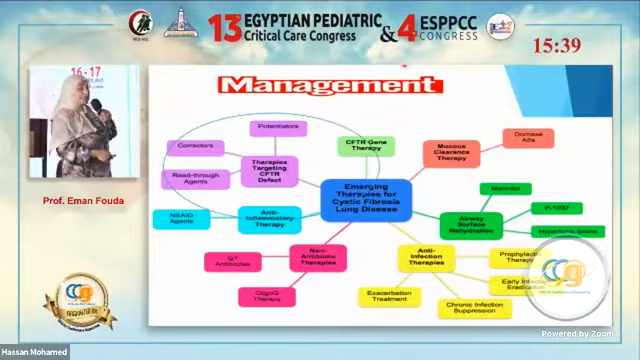 13 EGYPTIAN PEDIATRIC
Critical Care Congress
& 4 ESPPCC
CONGRESS
15:39
16-17
Management
Prof. Eman Fouda
Potentiators
Correctors
Read-through
Agents
Therapies
Targeting CFTR
Defect
CFTR Gene
Therapy
Mucous
Clearance
Therapy
Dornase
Alfa
Emerging
Therapies for
Cystic Fibrosis
Lung Disease
Mannitol
P-1037
Hypertonic Saline
Airway
Surface
Rehydration
NSAID
Agents
Anti-
Inflammatory
Therapy
IgY
Antibodies
Non-
Antibiotic
Therapies
OligoG
Therapy
Anti-
Infection
Therapies
Prophylactic
Therapy
Early Infection
Eradication
Exacerbation
Treatment
Chronic Infection
Suppression
ORGANIZED BY
Powered by Zoom
Hassan Mohamed